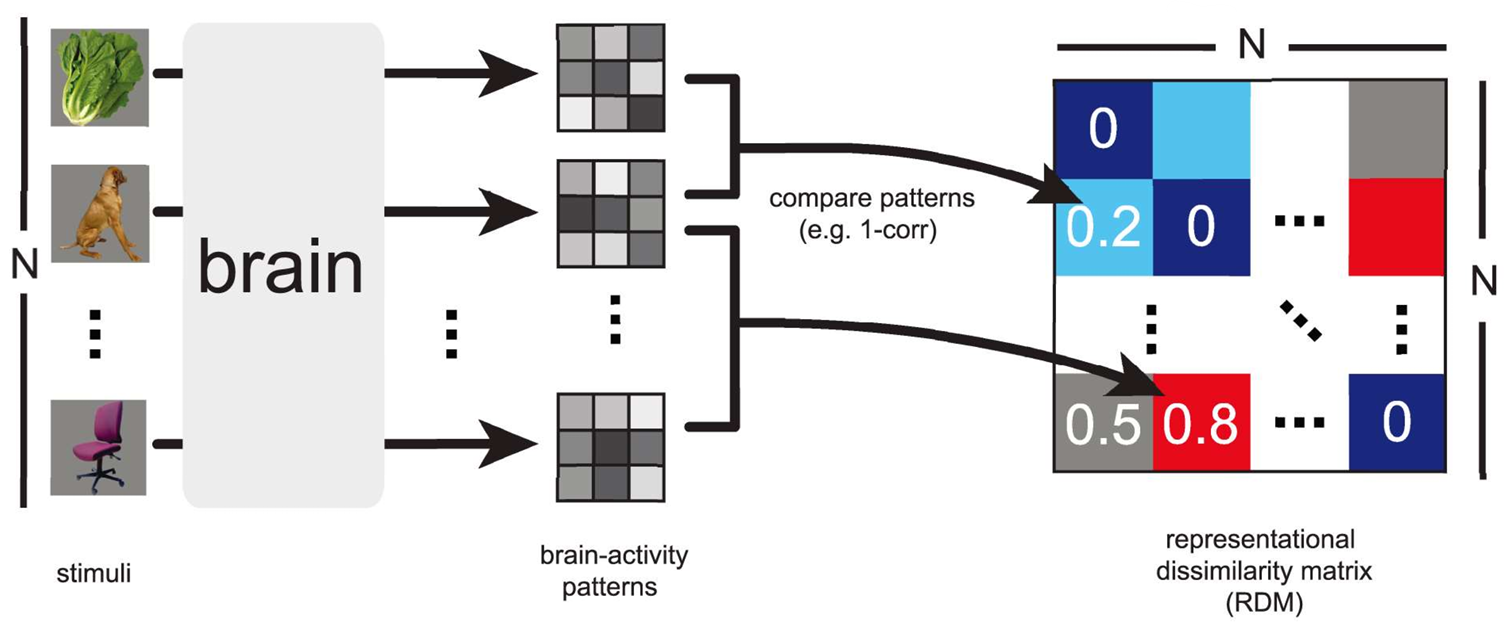 N
brain
stimuli
brain-activity
patterns
compare patterns
(e.g. 1-corr)
N
0
0.2 0 ...
0.5 0.8 ... 0
N
representational
dissimilarity matrix
(RDM)